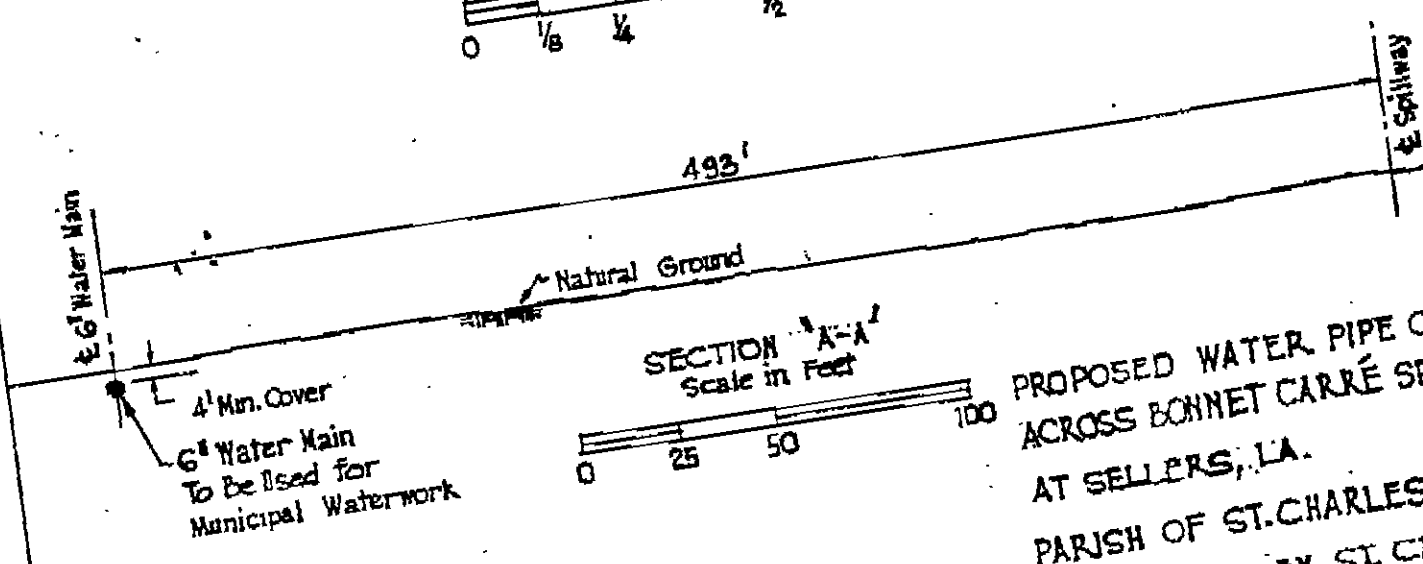 0 1/8 1/4 1/2
℄ Spillway
493'
℄ 6" Water Main
Natural Ground
4' Min. Cover
6" Water Main
To Be Used for
Municipal Waterwork
SECTION "A-A"
Scale in Feet
0 25 50 100
PROPOSED WATER PIPE
ACROSS BONNET CARRÉ
AT SELLERS, LA.
PARISH OF ST. CHARLES
ST.